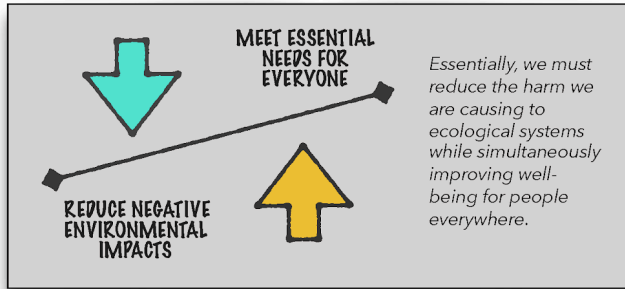 MEET ESSENTIAL
NEEDS FOR
EVERYONE
REDUCE NEGATIVE
ENVIRONMENTAL
IMPACTS
Essentially, we must
reduce the harm we
are causing to
ecological systems
while simultaneously
improving well-
being for people
everywhere.